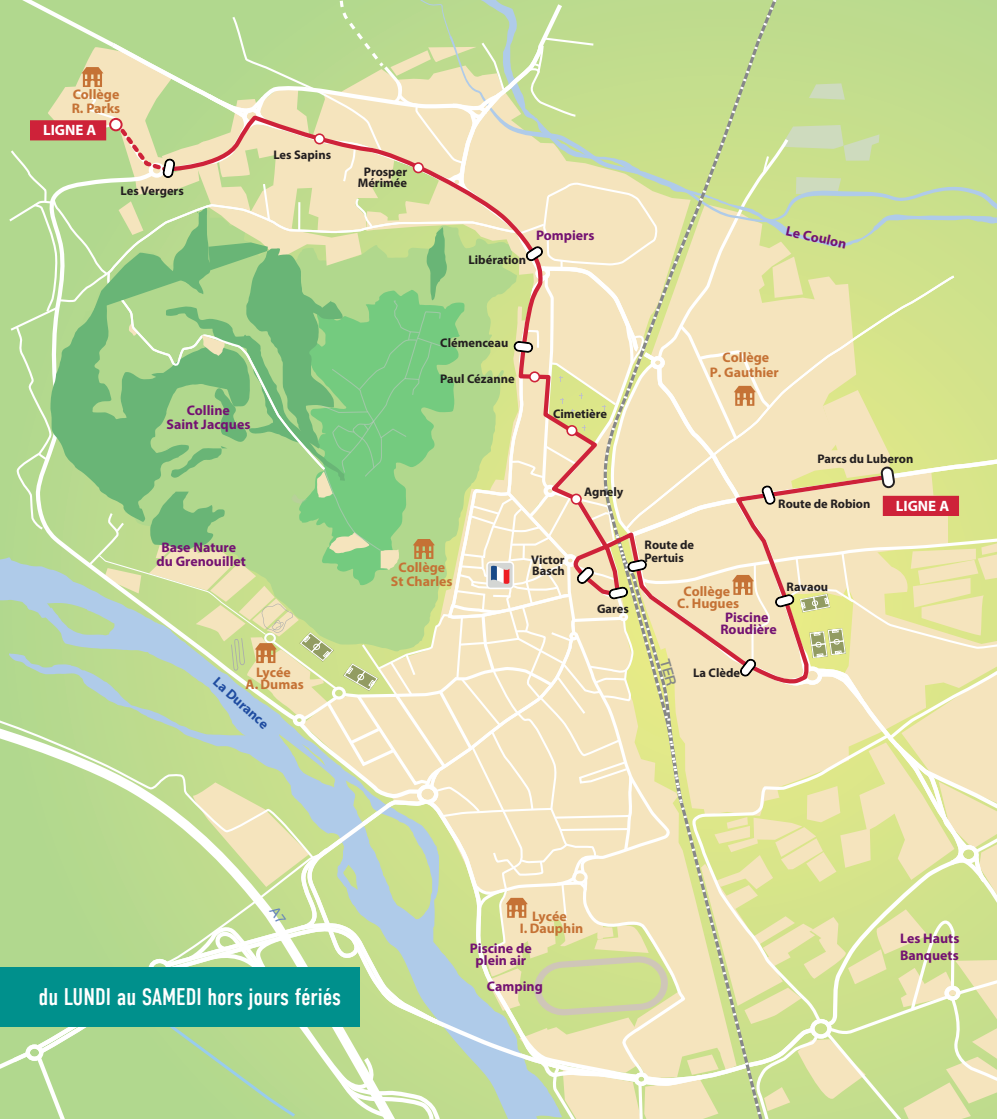 Collège
R. Parks
LIGNE A
Les Vergers
Les Sapins
Prosper
Mérimée
Pompiers
Libération
Le Coulon
Clémenceau
Paul Cézanne
Collège
P. Gauthier
Colline
Saint Jacques
Cimetière
Parcs du Luberon
Agnely
Route de Robion
LIGNE A
Base Nature
du Grenouillet
Collège
St Charles
Victor
Basch
Route de
Pertuis
Gares
Collège
C. Hugues
Ravaou
Piscine
Roudière
La Clède
TER
Lycée
A. Dumas
La Durance
A7
Lycée
I. Dauphin
Piscine de
plein air
Camping
Les Hauts
Banquets
du LUNDI au SAMEDI hors jours fériés